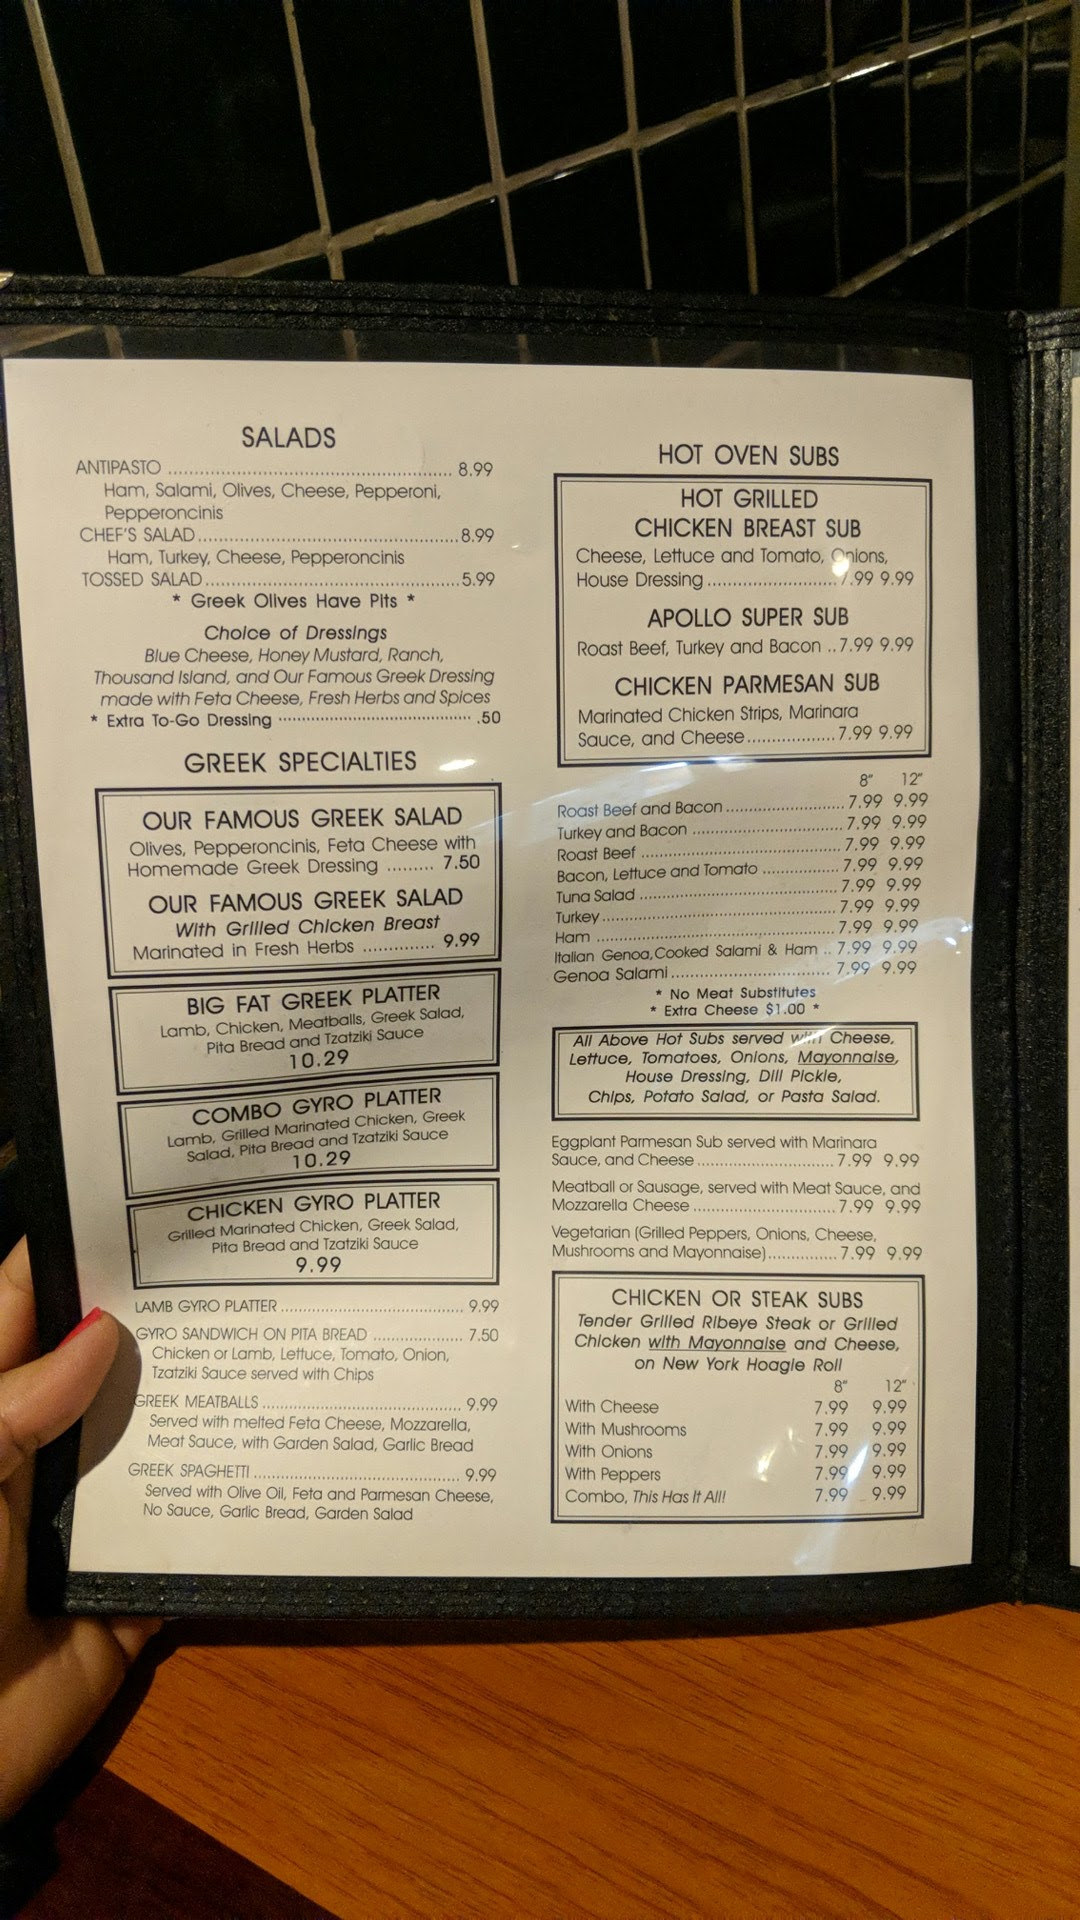 SALADS
ANTIPASTO 8.99
Ham, Salami, Olives, Cheese, Pepperoni,
Pepperoncinis
CHEF'S SALAD 8.99
Ham, Turkey, Cheese, Pepperoncinis
TOSSED SALAD 5.99
* Greek Olives Have Pits *
Choice of Dressings
Blue Cheese, Honey Mustard, Ranch,
Thousand Island, and Our Famous Greek Dressing
made with Feta Cheese, Fresh Herbs and Spices
* Extra To-Go Dressing .50
GREEK SPECIALTIES
OUR FAMOUS GREEK SALAD
Olives, Pepperoncinis, Feta Cheese with
Homemade Greek Dressing 7.50
OUR FAMOUS GREEK SALAD
With Grilled Chicken Breast
Marinated in Fresh Herbs 9.99
BIG FAT GREEK PLATTER
Lamb, Chicken, Meatballs, Greek Salad,
Pita Bread and Tzatziki Sauce
10.29
COMBO GYRO PLATTER
Lamb, Grilled Marinated Chicken, Greek
Salad, Pita Bread and Tzatziki Sauce
10.29
CHICKEN GYRO PLATTER
Grilled Marinated Chicken, Greek Salad,
Pita Bread and Tzatziki Sauce
9.99
LAMB GYRO PLATTER 9.99
GYRO SANDWICH ON PITA BREAD 7.50
Chicken or Lamb, Lettuce, Tomato, Onion,
Tzatziki Sauce served with Chips
GREEK MEATBALLS 9.99
Served with melted Feta Cheese, Mozzarella,
Meat Sauce, with Garden Salad, Garlic Bread
GREEK SPAGHETTI 9.99
Served with Olive Oil, Feta and Parmesan Cheese,
No Sauce, Garlic Bread, Garden Salad
HOT OVEN SUBS
HOT GRILLED
CHICKEN BREAST SUB
Cheese, Lettuce and Tomato, Onions,
House Dressing 7.99 9.99
APOLLO SUPER SUB
Roast Beef, Turkey and Bacon 7.99 9.99
CHICKEN PARMESAN SUB
Marinated Chicken Strips, Marinara
Sauce, and Cheese 7.99 9.99
8" 12"
Roast Beef and Bacon 7.99 9.99
Turkey and Bacon 7.99 9.99
Roast Beef 7.99 9.99
Bacon, Lettuce and Tomato 7.99 9.99
Tuna Salad 7.99 9.99
Turkey 7.99 9.99
Ham 7.99 9.99
Italian Genoa, Cooked Salami & Ham 7.99 9.99
Genoa Salami 7.99 9.99
* No Meat Substitutes
* Extra Cheese $1.00 *
All Above Hot Subs served with Cheese,
Lettuce, Tomatoes, Onions, Mayonnaise,
House Dressing, Dill Pickle,
Chips, Potato Salad, or Pasta Salad.
Eggplant Parmesan Sub served with Marinara
Sauce, and Cheese 7.99 9.99
Meatball or Sausage, served with Meat Sauce, and
Mozzarella Cheese 7.99 9.99
Vegetarian (Grilled Peppers, Onions, Cheese,
Mushrooms and Mayonnaise) 7.99 9.99
CHICKEN OR STEAK SUBS
Tender Grilled Ribeye Steak or Grilled
Chicken with Mayonnaise and Cheese,
on New York Hoagie Roll
8" 12"
With Cheese 7.99 9.99
With Mushrooms 7.99 9.99
With Onions 7.99 9.99
With Peppers 7.99 9.99
Combo, This Has It All! 7.99 9.99